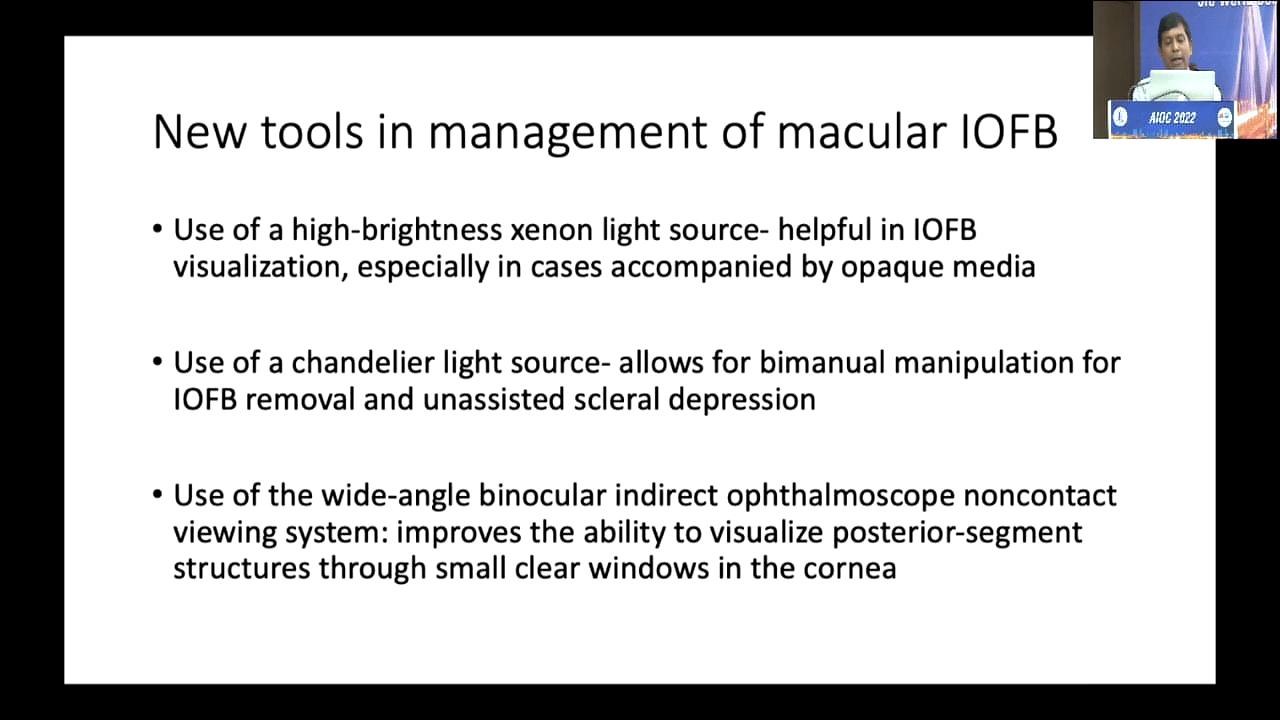 New tools in management of macular IOFB
• Use of a high-brightness xenon light source- helpful in IOFB
visualization, especially in cases accompanied by opaque media
• Use of a chandelier light source- allows for bimanual manipulation for
IOFB removal and unassisted scleral depression
• Use of the wide-angle binocular indirect ophthalmoscope noncontact
viewing system: improves the ability to visualize posterior-segment
structures through small clear windows in the cornea
AIOC 2022